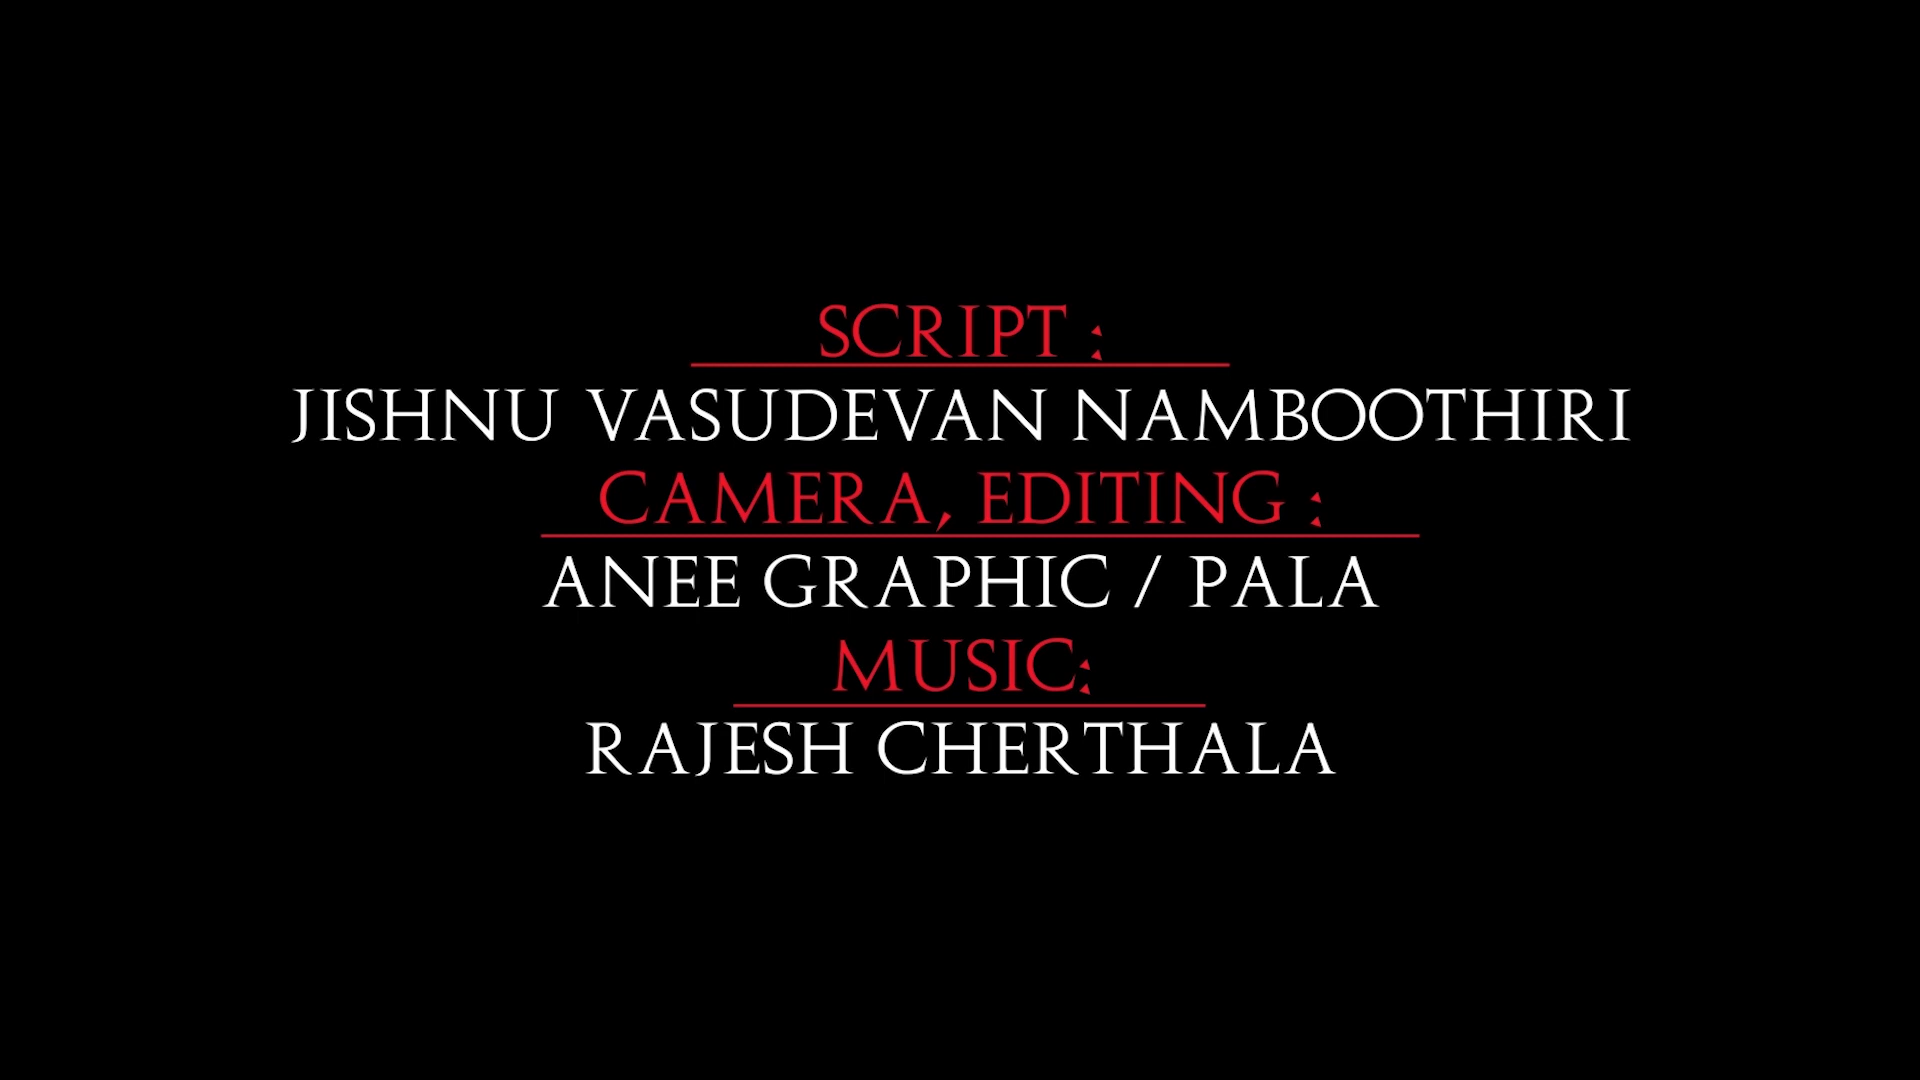 SCRIPT :
JISHNU VASUDEVAN NAMBOOTHIRI
CAMERA, EDITING :
ANEE GRAPHIC / PALA
MUSIC:
RAJESH CHERTHALA